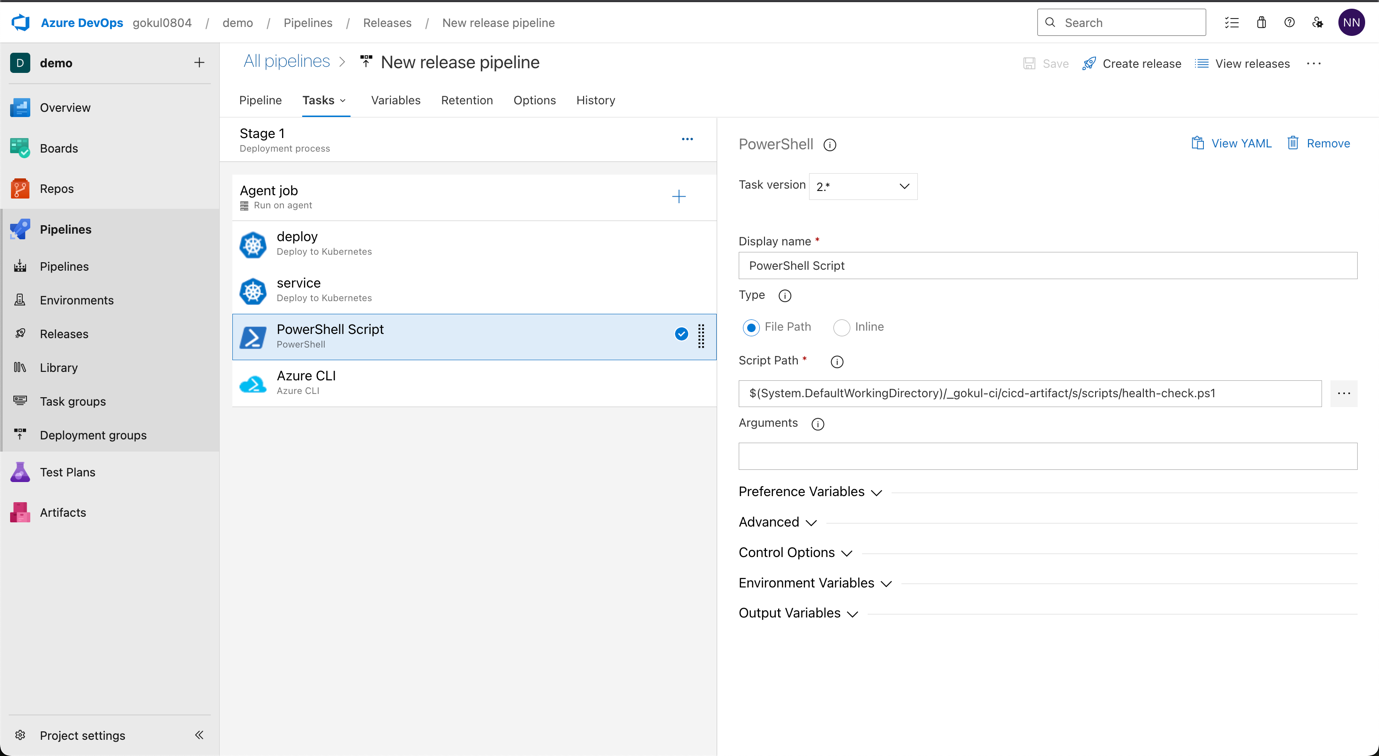 Azure DevOps gokul0804 / demo / Pipelines / Releases / New release pipeline
Search
NN
D demo
Overview
Boards
Repos
Pipelines
Pipelines
Environments
Releases
Library
Task groups
Deployment groups
Test Plans
Artifacts
Project settings
All pipelines > New release pipeline
Save Create release View releases ...
Pipeline Tasks Variables Retention Options History
Stage 1
Deployment process
Agent job
Run on agent
deploy
Deploy to Kubernetes
service
Deploy to Kubernetes
PowerShell Script
PowerShell
Azure CLI
Azure CLI
PowerShell
View YAML Remove
Task version 2.*
Display name *
PowerShell Script
Type
File Path Inline
Script Path *
$(System.DefaultWorkingDirectory)/_gokul-ci/cicd-artifact/s/scripts/health-check.ps1
Arguments
Preference Variables
Advanced
Control Options
Environment Variables
Output Variables